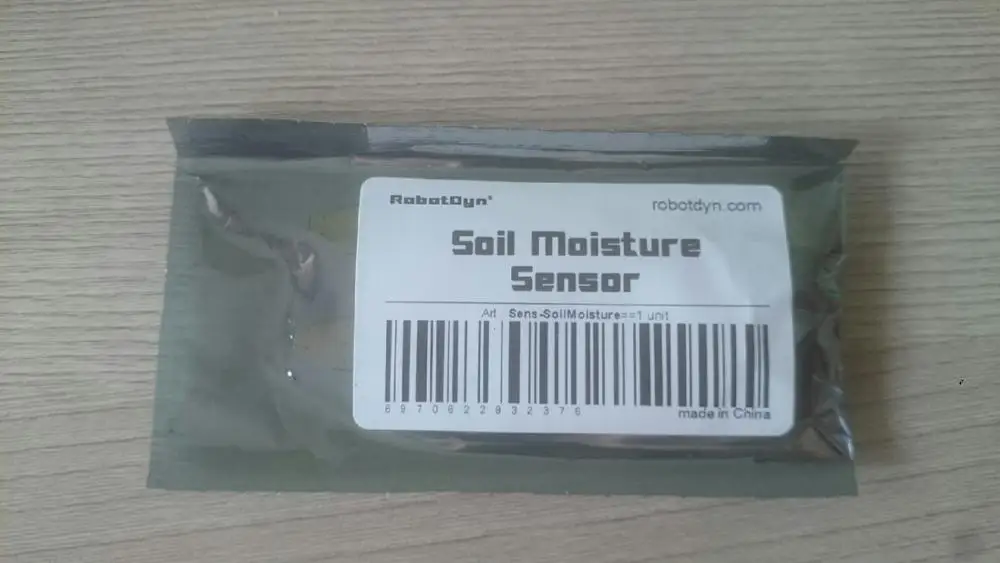 RobotDyn®
robotdyn.com
Soil Moisture
Sensor
Art Sens-SoilMoisture==1 unit
6970622932376
made in China